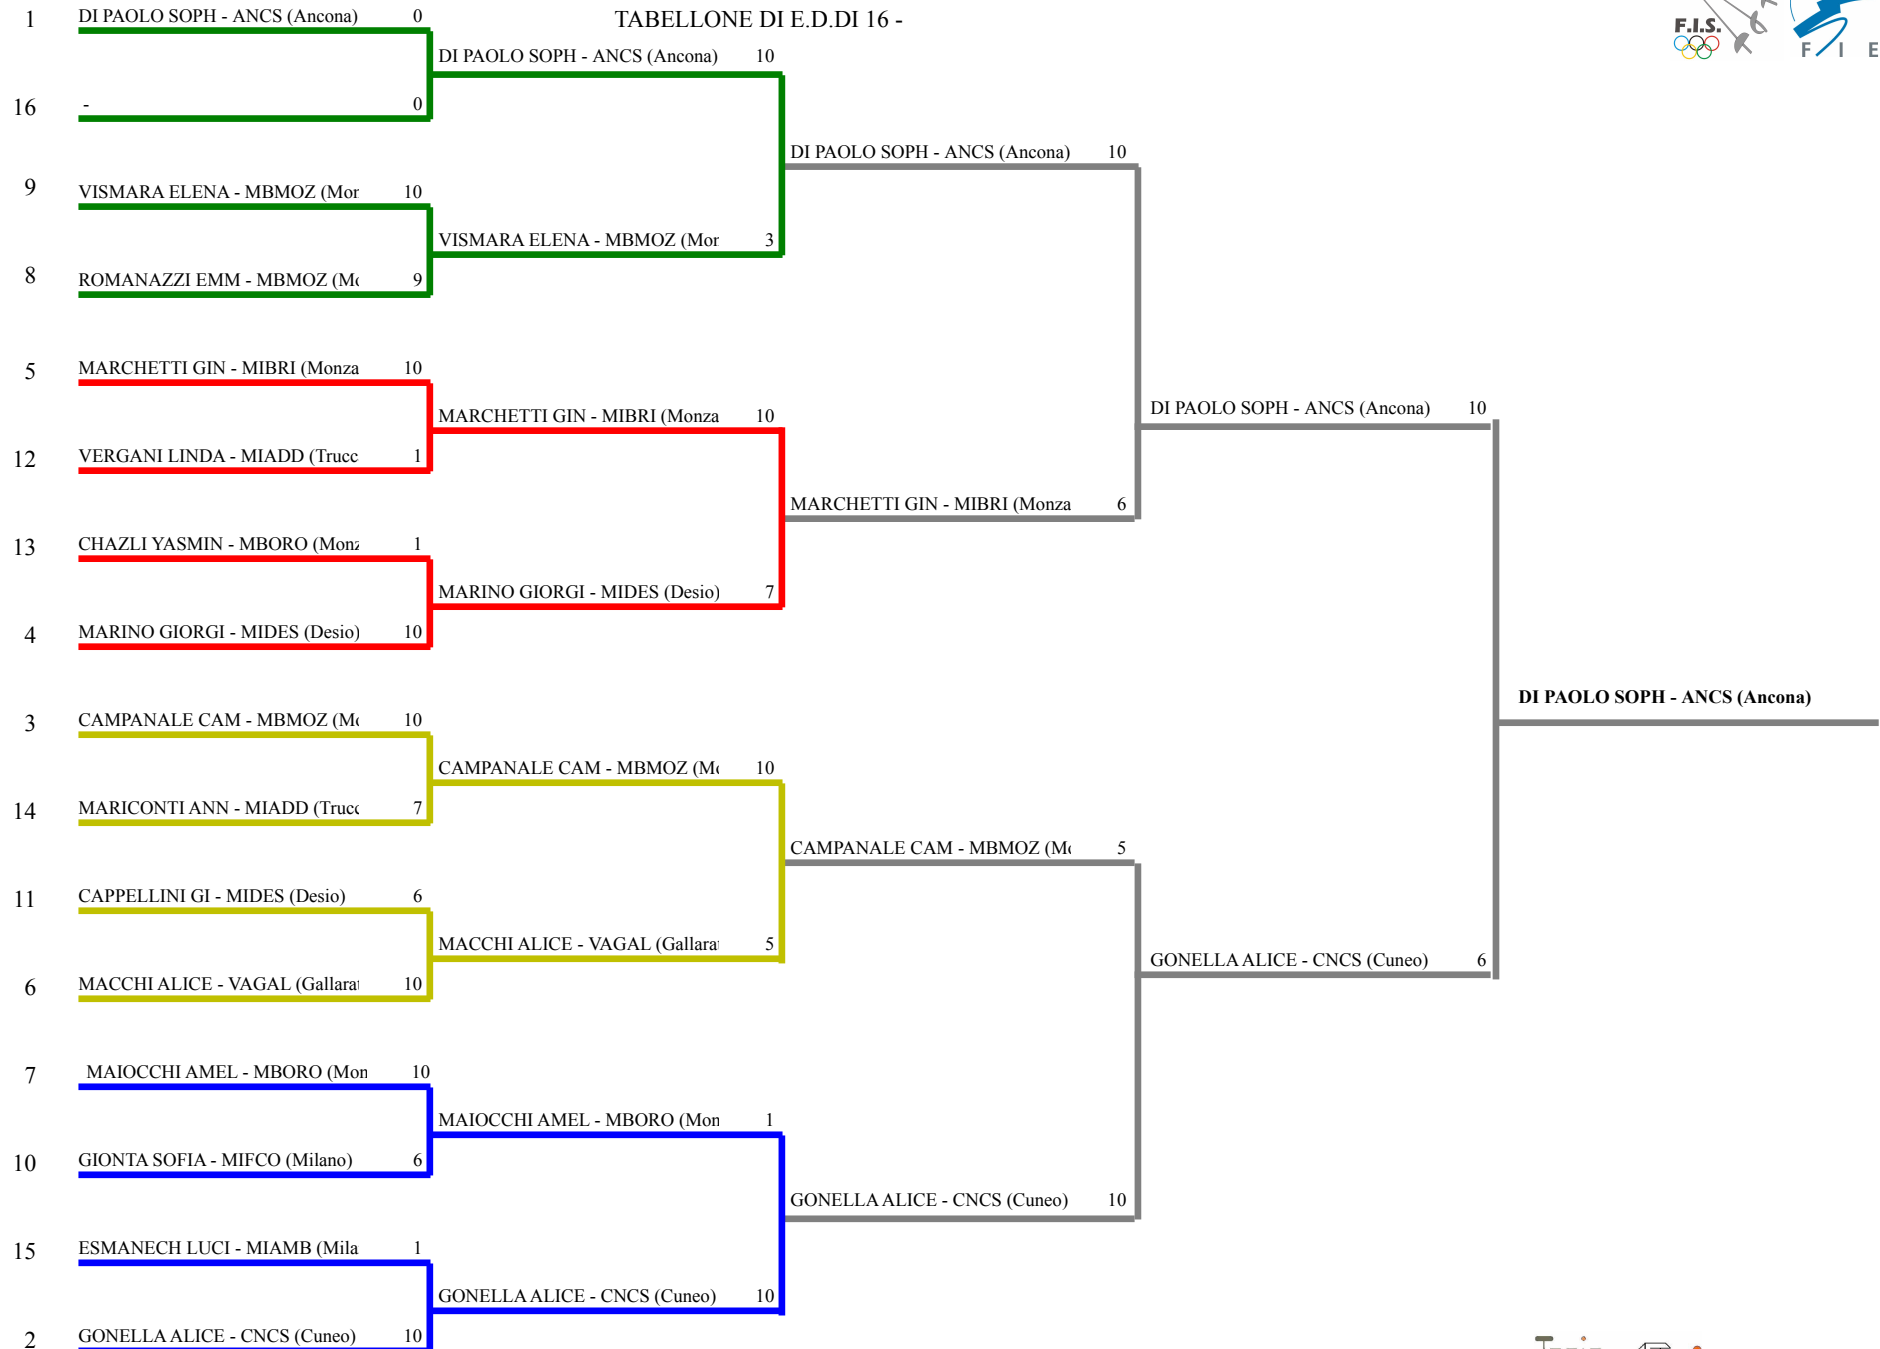 TABELLONE DI E.D.DI 16 -
F.I.S.
F I E
1 DI PAOLO SOPH - ANCS (Ancona) 0
DI PAOLO SOPH - ANCS (Ancona) 10
16 - 0
DI PAOLO SOPH - ANCS (Ancona) 10
9 VISMARA ELENA - MBMOZ (Mor 10
VISMARA ELENA - MBMOZ (Mor 3
8 ROMANAZZI EMM - MBMOZ (Mo 9
5 MARCHETTI GIN - MIBRI (Monza 10
DI PAOLO SOPH - ANCS (Ancona) 10
MARCHETTI GIN - MIBRI (Monza 10
12 VERGANI LINDA - MIADD (Trucc 1
MARCHETTI GIN - MIBRI (Monza 6
13 CHAZLI YASMIN - MBORO (Monz 1
MARINO GIORGI - MIDES (Desio) 7
4 MARINO GIORGI - MIDES (Desio) 10
DI PAOLO SOPH - ANCS (Ancona)
3 CAMPANALE CAM - MBMOZ (Mo 10
CAMPANALE CAM - MBMOZ (Mo 10
14 MARICONTI ANN - MIADD (Trucc 7
CAMPANALE CAM - MBMOZ (Mo 5
11 CAPPELLINI GI - MIDES (Desio) 6
MACCHI ALICE - VAGAL (Gallarat 5
GONELLA ALICE - CNCS (Cuneo) 6
6 MACCHI ALICE - VAGAL (Gallarat 10
7 MAIOCCHI AMEL - MBORO (Mon 10
MAIOCCHI AMEL - MBORO (Mon 1
10 GIONTA SOFIA - MIFCO (Milano) 6
GONELLA ALICE - CNCS (Cuneo) 10
15 ESMANECH LUCI - MIAMB (Mila 1
GONELLA ALICE - CNCS (Cuneo) 10
2 GONELLA ALICE - CNCS (Cuneo) 10